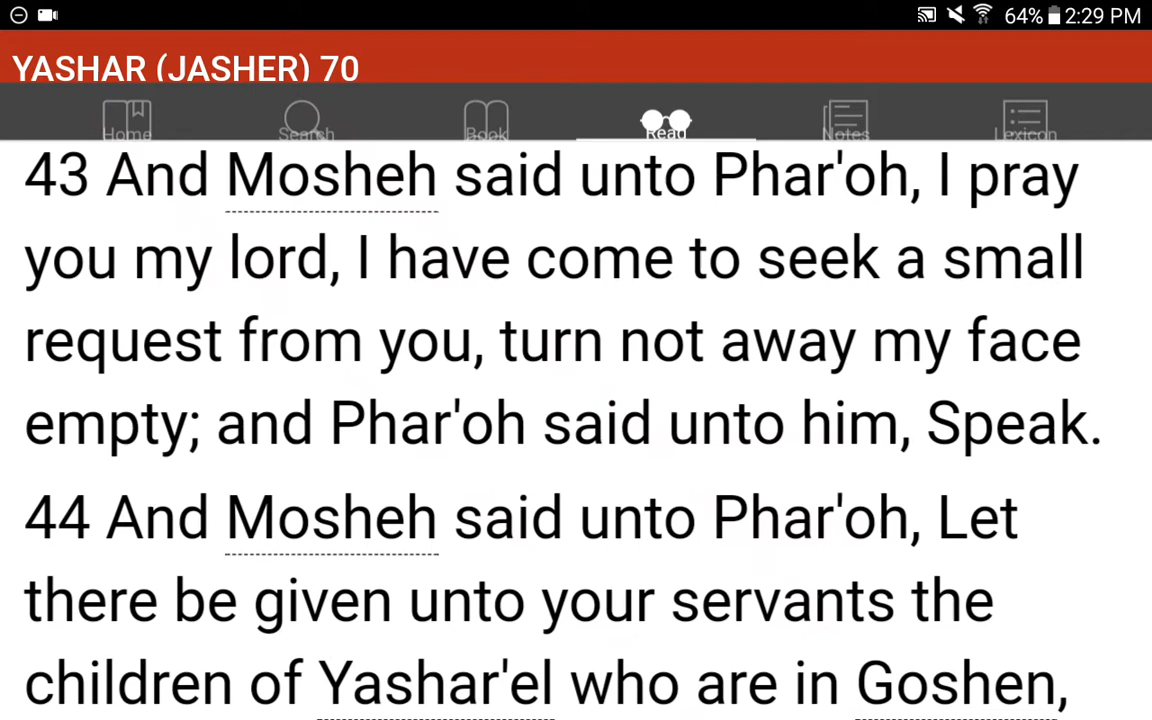 64% 2:29 PM
YASHAR (JASHER) 70
Home Search Book Read Notes Lexicon
43 And Mosheh said unto Phar'oh, I pray
you my lord, I have come to seek a small
request from you, turn not away my face
empty; and Phar'oh said unto him, Speak.
44 And Mosheh said unto Phar'oh, Let
there be given unto your servants the
children of Yashar'el who are in Goshen,